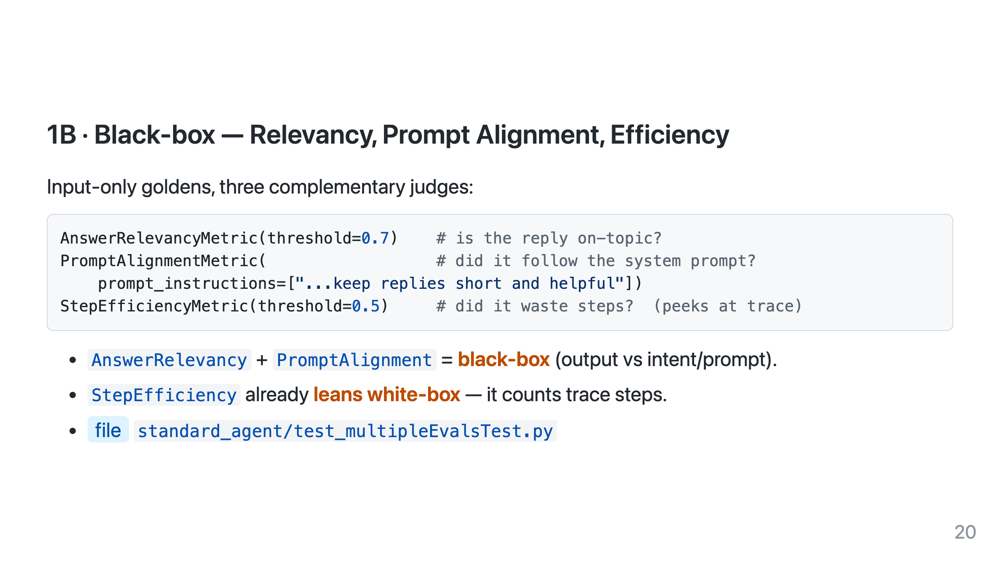 1B · Black-box — Relevancy, Prompt Alignment, Efficiency
Input-only goldens, three complementary judges:
AnswerRelevancyMetric(threshold=0.7)    # is the reply on-topic?
PromptAlignmentMetric(                  # did it follow the system prompt?
    prompt_instructions=["...keep replies short and helpful"])
StepEfficiencyMetric(threshold=0.5)     # did it waste steps?  (peeks at trace)
• AnswerRelevancy + PromptAlignment = black-box (output vs intent/prompt).
• StepEfficiency already leans white-box — it counts trace steps.
• file standard_agent/test_multipleEvalsTest.py
20